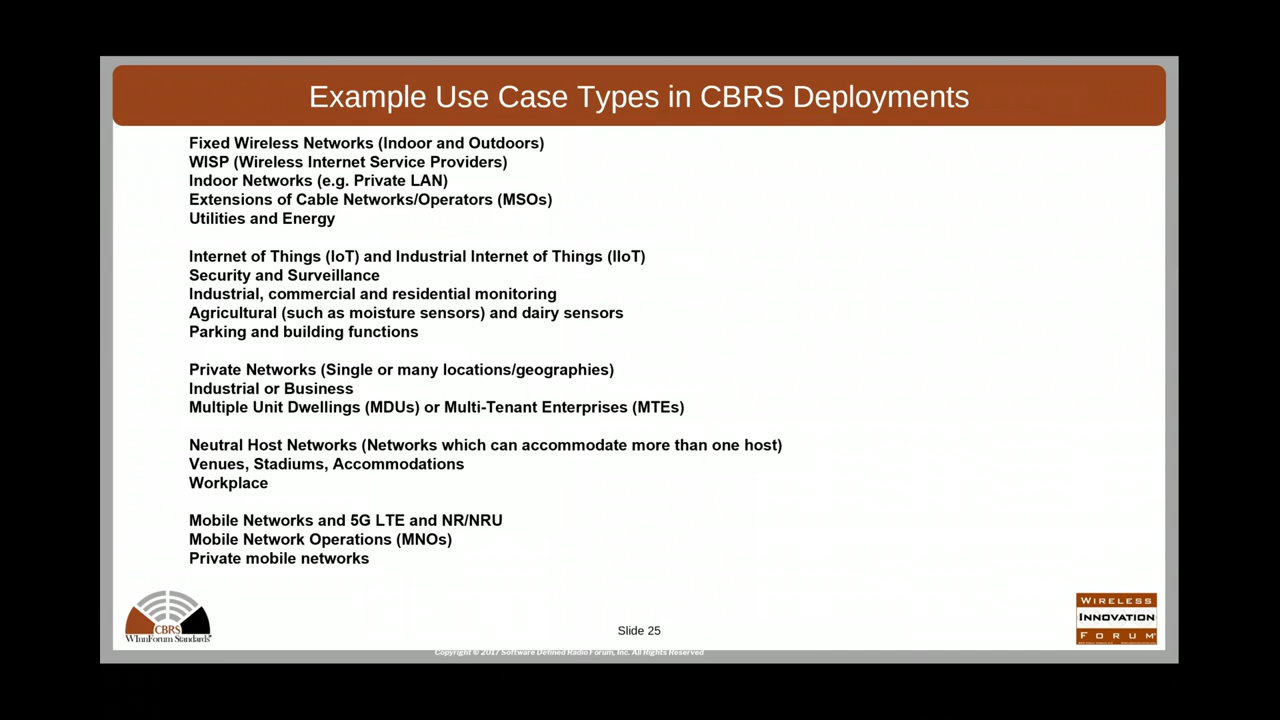 Example Use Case Types in CBRS Deployments
Fixed Wireless Networks (Indoor and Outdoors)
WISP (Wireless Internet Service Providers)
Indoor Networks (e.g. Private LAN)
Extensions of Cable Networks/Operators (MSOs)
Utilities and Energy
Internet of Things (IoT) and Industrial Internet of Things (IIoT)
Security and Surveillance
Industrial, commercial and residential monitoring
Agricultural (such as moisture sensors) and dairy sensors
Parking and building functions
Private Networks (Single or many locations/geographies)
Industrial or Business
Multiple Unit Dwellings (MDUs) or Multi-Tenant Enterprises (MTEs)
Neutral Host Networks (Networks which can accommodate more than one host)
Venues, Stadiums, Accommodations
Workplace
Mobile Networks and 5G LTE and NR/NRU
Mobile Network Operations (MNOs)
Private mobile networks
CBRS
WInnForum Standards
Slide 25
WIRELESS
INNOVATION
FORUM
Copyright © 2017 Software Defined Radio Forum, Inc. All Rights Reserved